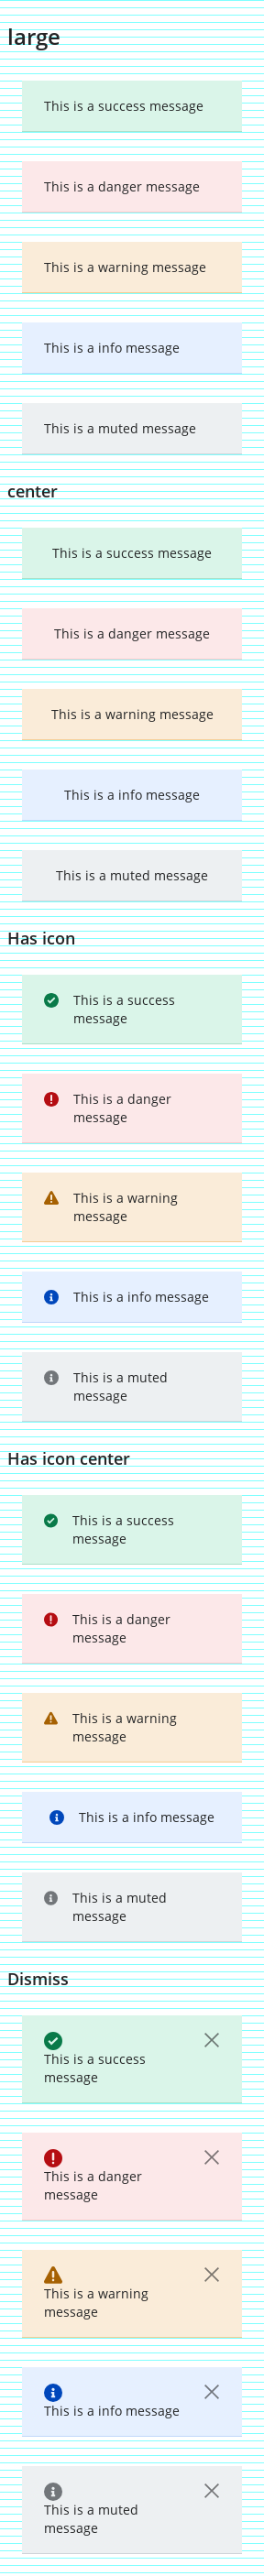 large
This is a success message
This is a danger message
This is a warning message
This is a info message
This is a muted message
center
This is a success message
This is a danger message
This is a warning message
This is a info message
This is a muted message
Has icon
This is a success
message
This is a danger
message
This is a warning
message
This is a info message
This is a muted
message
Has icon center
This is a success
message
This is a danger
message
This is a warning
message
This is a info message
This is a muted
message
Dismiss
This is a success
message
This is a danger
message
This is a warning
message
This is a info message
This is a muted
message